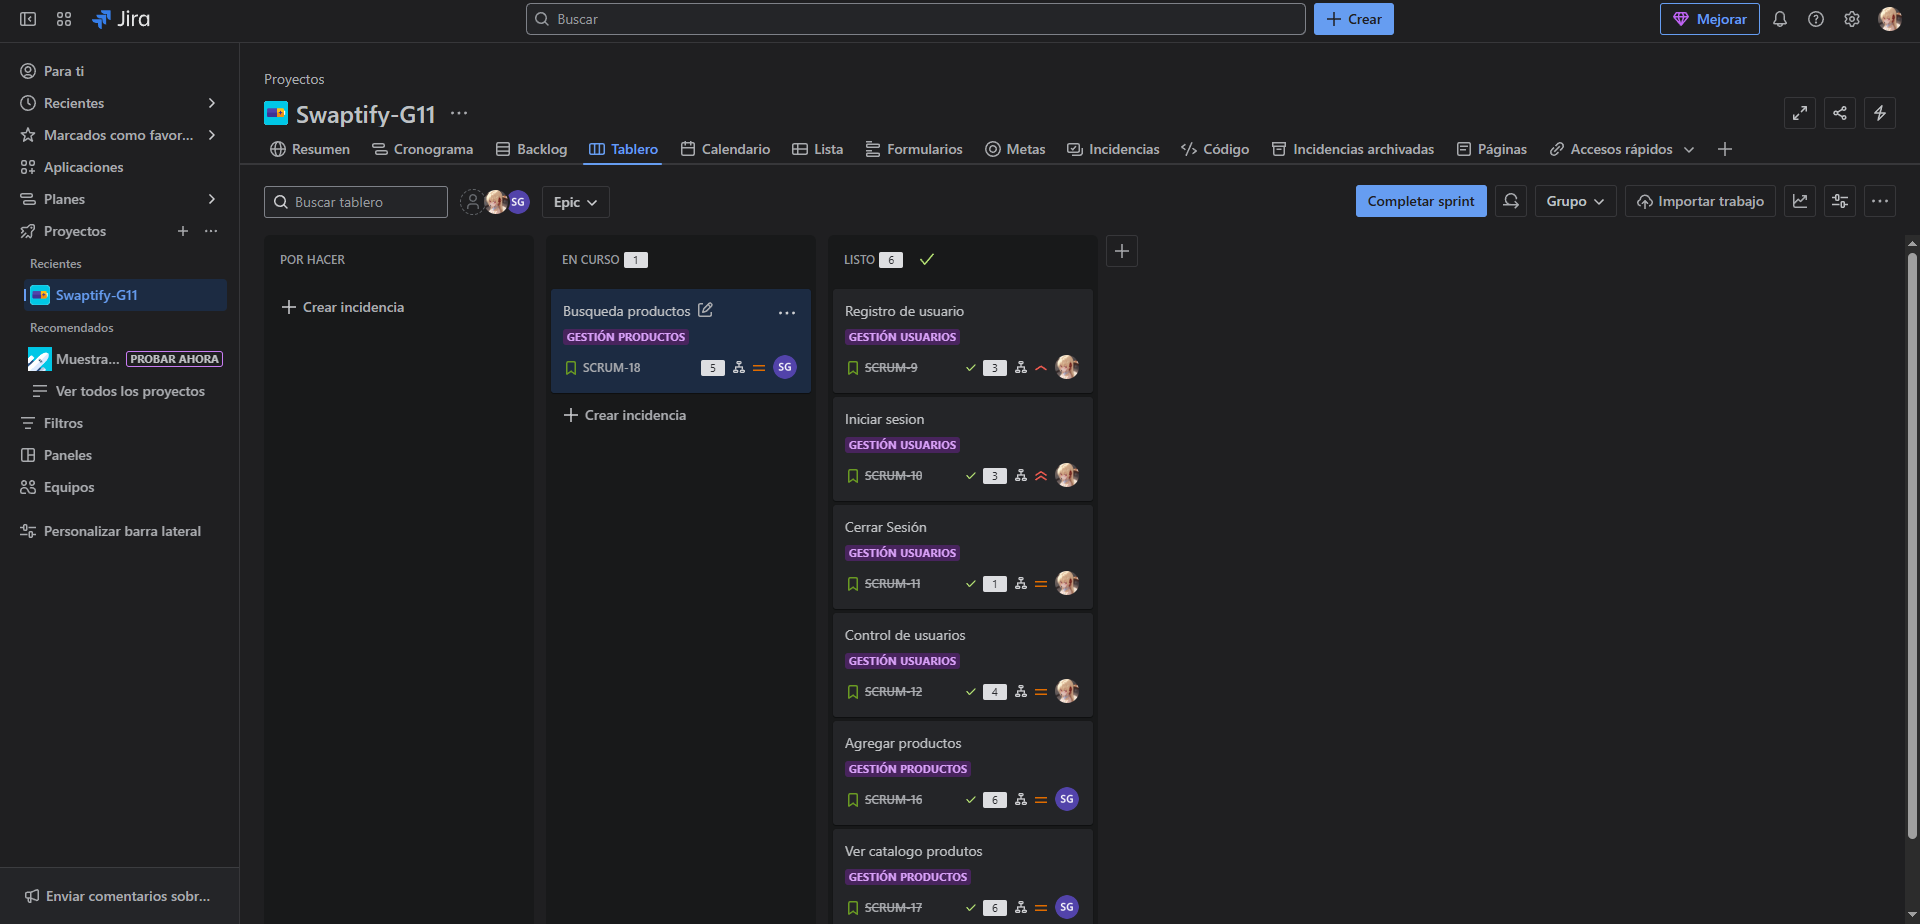 Jira
Buscar
Crear
Mejorar
Para ti
Recientes
Marcados como favor...
Aplicaciones
Planes
Proyectos
Recientes
Swaptify-G11
Recomendados
Muestra... PROBAR AHORA
Ver todos los proyectos
Filtros
Paneles
Equipos
Personalizar barra lateral
Enviar comentarios sobr...
Proyectos
Swaptify-G11
Resumen Cronograma Backlog Tablero Calendario Lista Formularios Metas Incidencias Código Incidencias archivadas Páginas Accesos rápidos
Buscar tablero SG Epic Completar sprint Grupo Importar trabajo
POR HACER
Crear incidencia
EN CURSO 1
Busqueda productos
GESTIÓN PRODUCTOS
SCRUM-18 5 SG
Crear incidencia
LISTO 6
Registro de usuario
GESTIÓN USUARIOS
SCRUM-9 3
Iniciar sesion
GESTIÓN USUARIOS
SCRUM-10 3
Cerrar Sesión
GESTIÓN USUARIOS
SCRUM-11 1
Control de usuarios
GESTIÓN USUARIOS
SCRUM-12 4
Agregar productos
GESTIÓN PRODUCTOS
SCRUM-16 6 SG
Ver catalogo produtos
GESTIÓN PRODUCTOS
SCRUM-17 6 SG